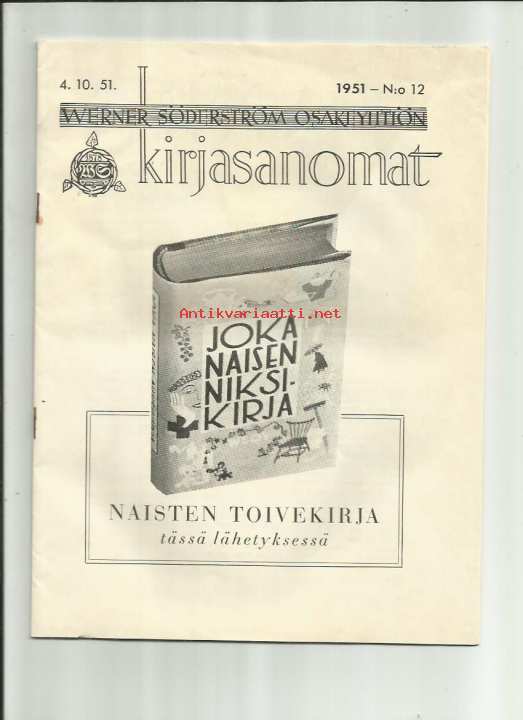 4. 10. 51.
1951 – N:o 12
WERNER SÖDERSTRÖM OSAKEYHTIÖN
kirjasanomat
1878
WS
Antikvariaatti.net
JOKA
NAISEN
NIKSI-
KIRJA
NAISTEN TOIVEKIRJA
tässä lähetyksessä